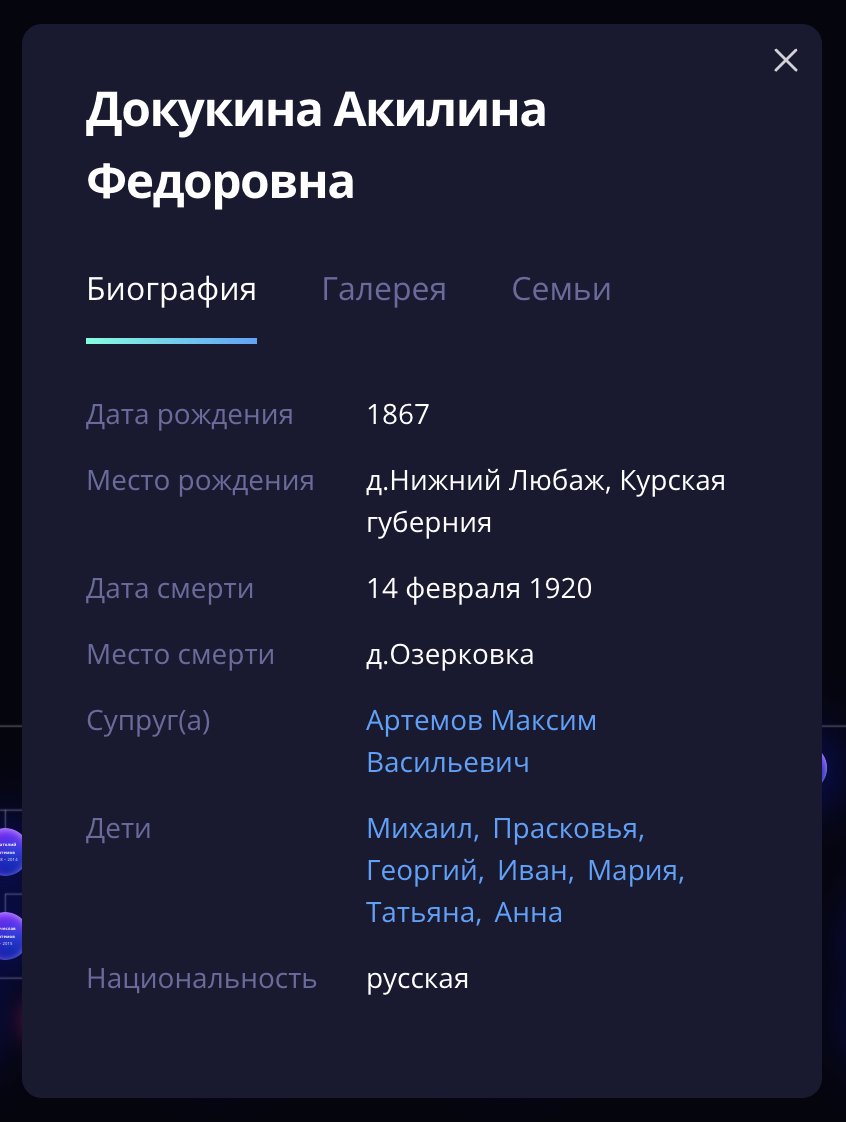 Докукина Акилина
Федоровна
Биография Галерея Семьи
Дата рождения 1867
Место рождения д.Нижний Любаж, Курская
губерния
Дата смерти 14 февраля 1920
Место смерти д.Озерковка
Супруг(а) Артемов Максим
Васильевич
Дети Михаил, Прасковья,
Георгий, Иван, Мария,
Татьяна, Анна
Национальность русская